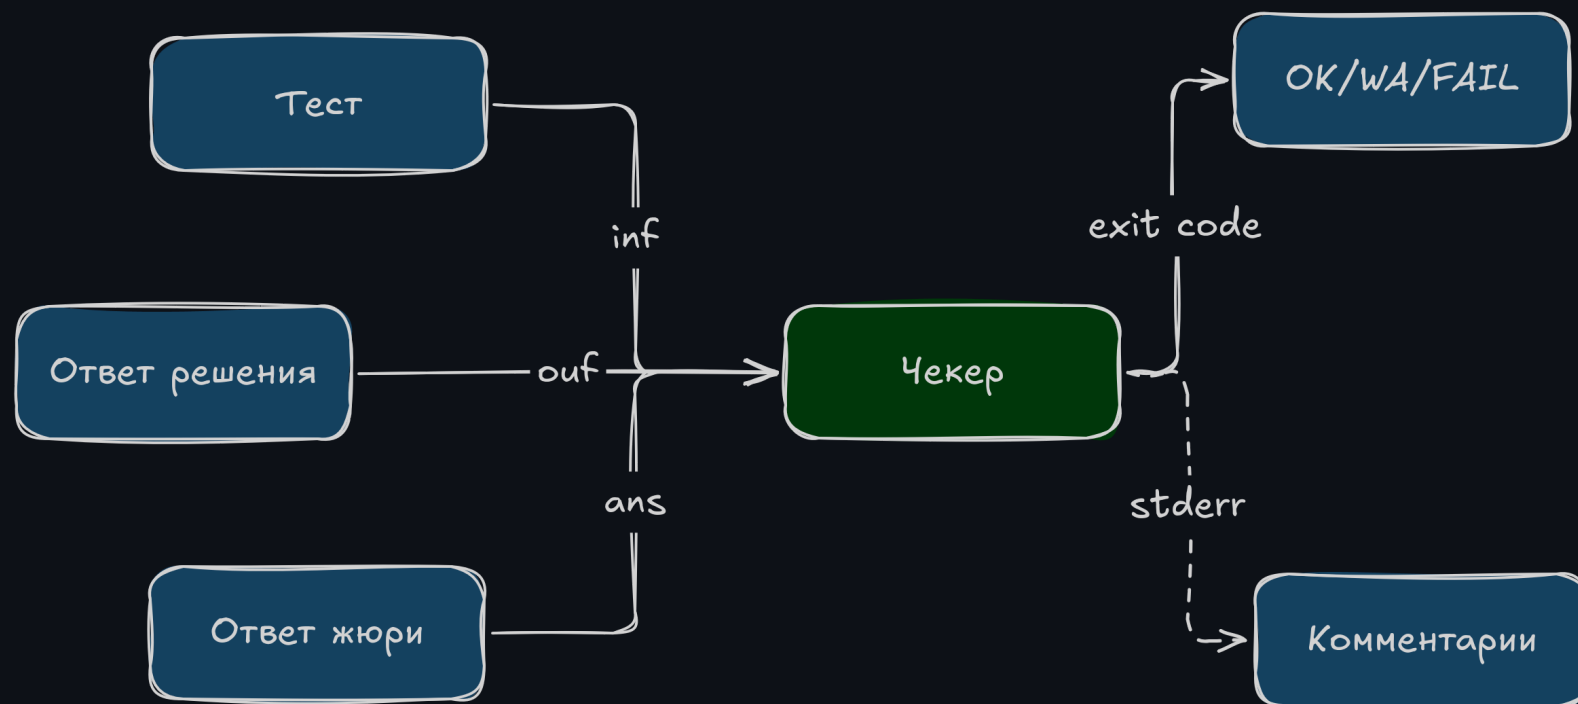 Тест
OK/WA/FAIL
inf
exit code
Ответ решения
ouf
Чекер
ans
stderr
Ответ жюри
Комментарии